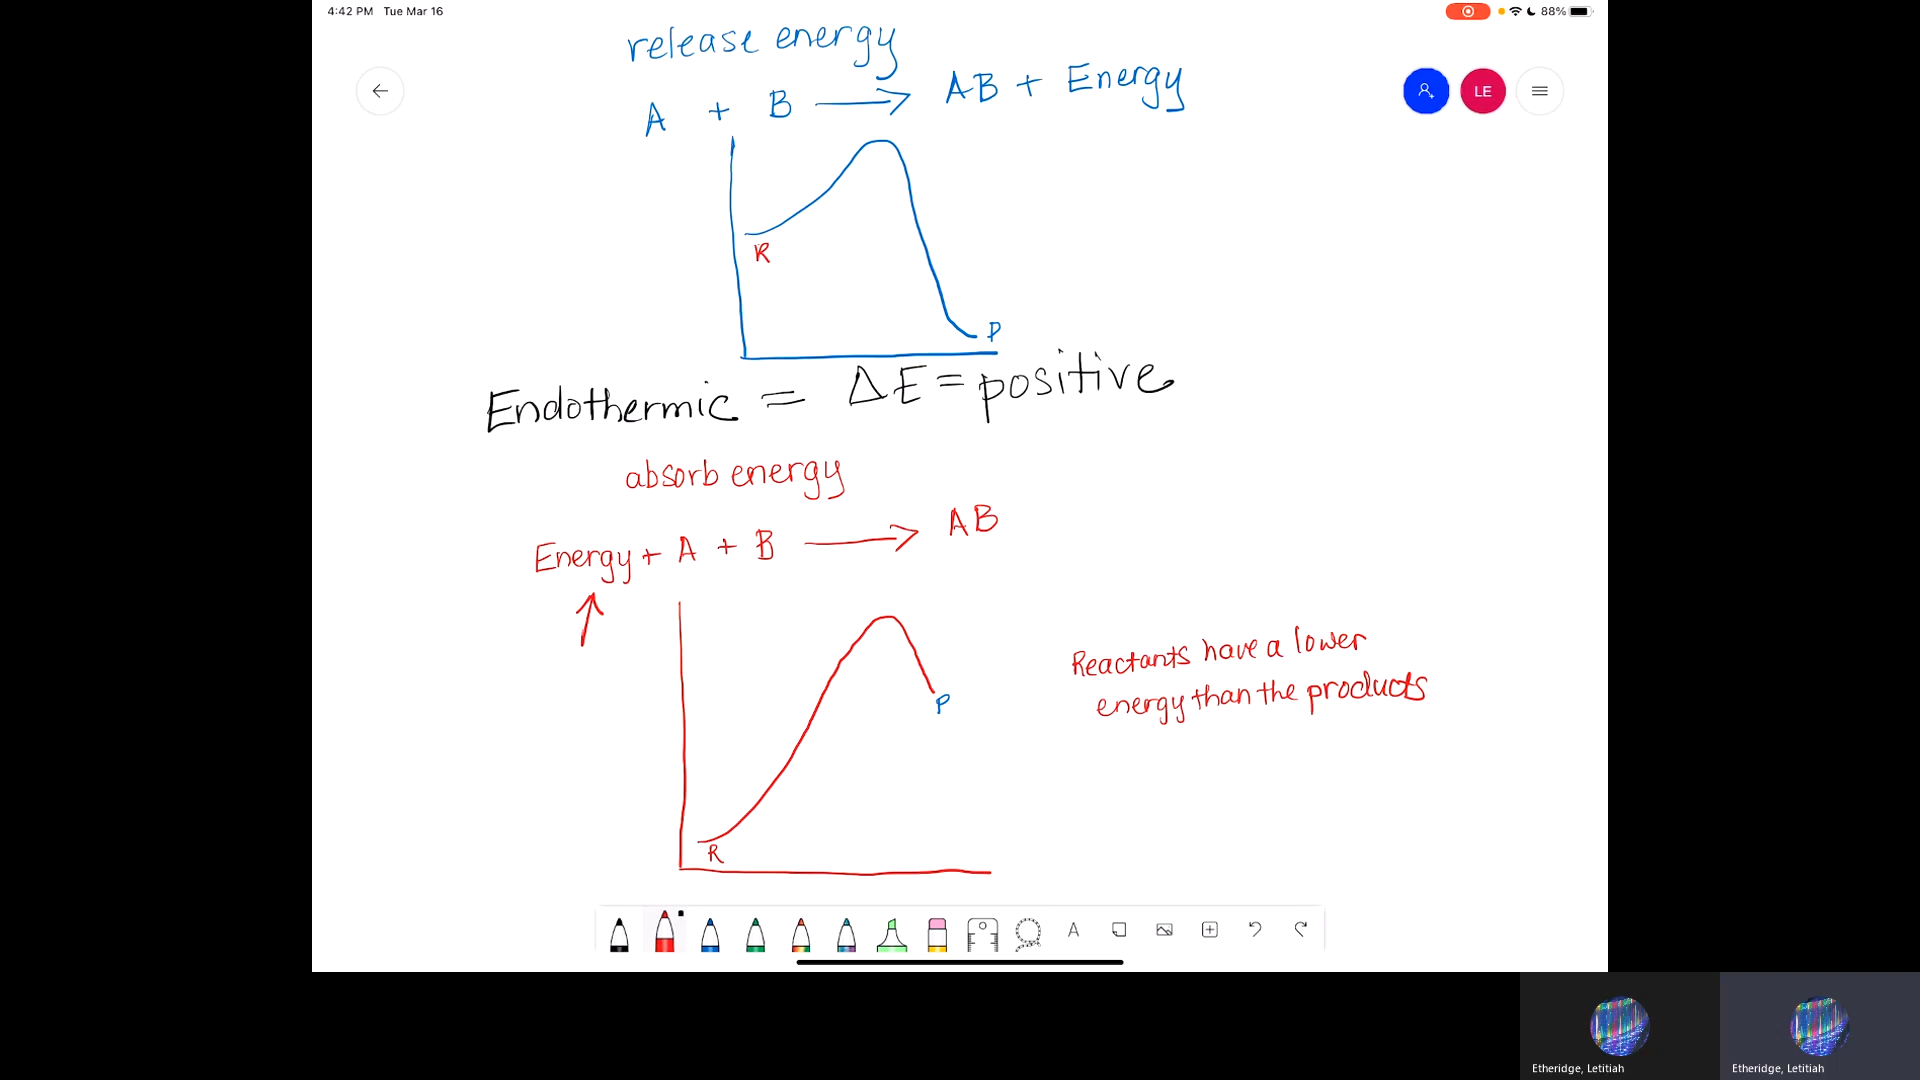 4:42 PM Tue Mar 16
88%
release energy
A + B ⟶ AB + Energy
LE
R
P
Endothermic = ΔE = positive
absorb energy
Energy + A + B ⟶ AB
Reactants have a lower
energy than the products
P
R
A
Etheridge, Letitiah
Etheridge, Letitiah